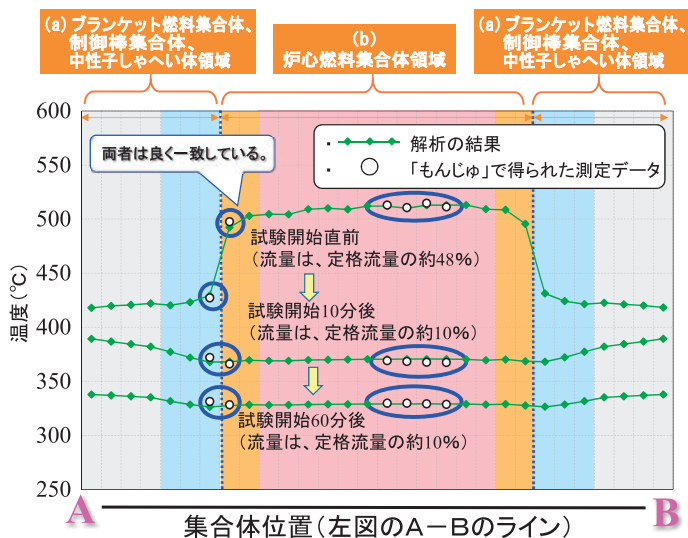 (a) ブランケット燃料集合体、
制御棒集合体、
中性子しゃへい体領域
(b)
炉心燃料集合体領域
(a) ブランケット燃料集合体、
制御棒集合体、
中性子しゃへい体領域
600
550
500
450
400
350
300
250
温度(℃)
両者は良く一致している。
・ 解析の結果
・ 「もんじゅ」で得られた測定データ
試験開始直前
(流量は、定格流量の約48%)
試験開始10分後
(流量は、定格流量の約10%)
試験開始60分後
(流量は、定格流量の約10%)
A
B
集合体位置(左図のA-Bのライン)